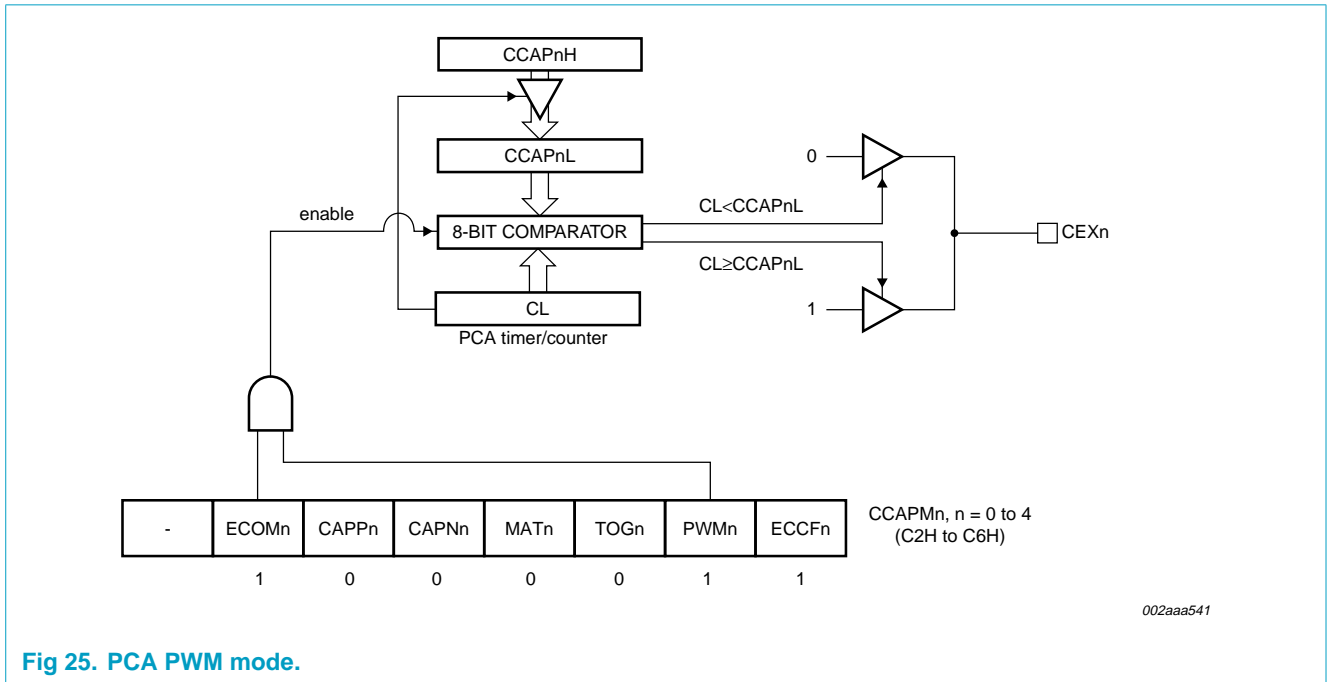 CCAPnH
CCAPnL
0
CL<CCAPnL
enable
8-BIT COMPARATOR
CEXn
CL≥CCAPnL
CL
1
PCA timer/counter
- ECOMn CAPPn CAPNn MATn TOGn PWMn ECCFn
CCAPMn, n = 0 to 4
(C2H to C6H)
1 0 0 0 0 1 1
002aaa541
Fig 25. PCA PWM mode.